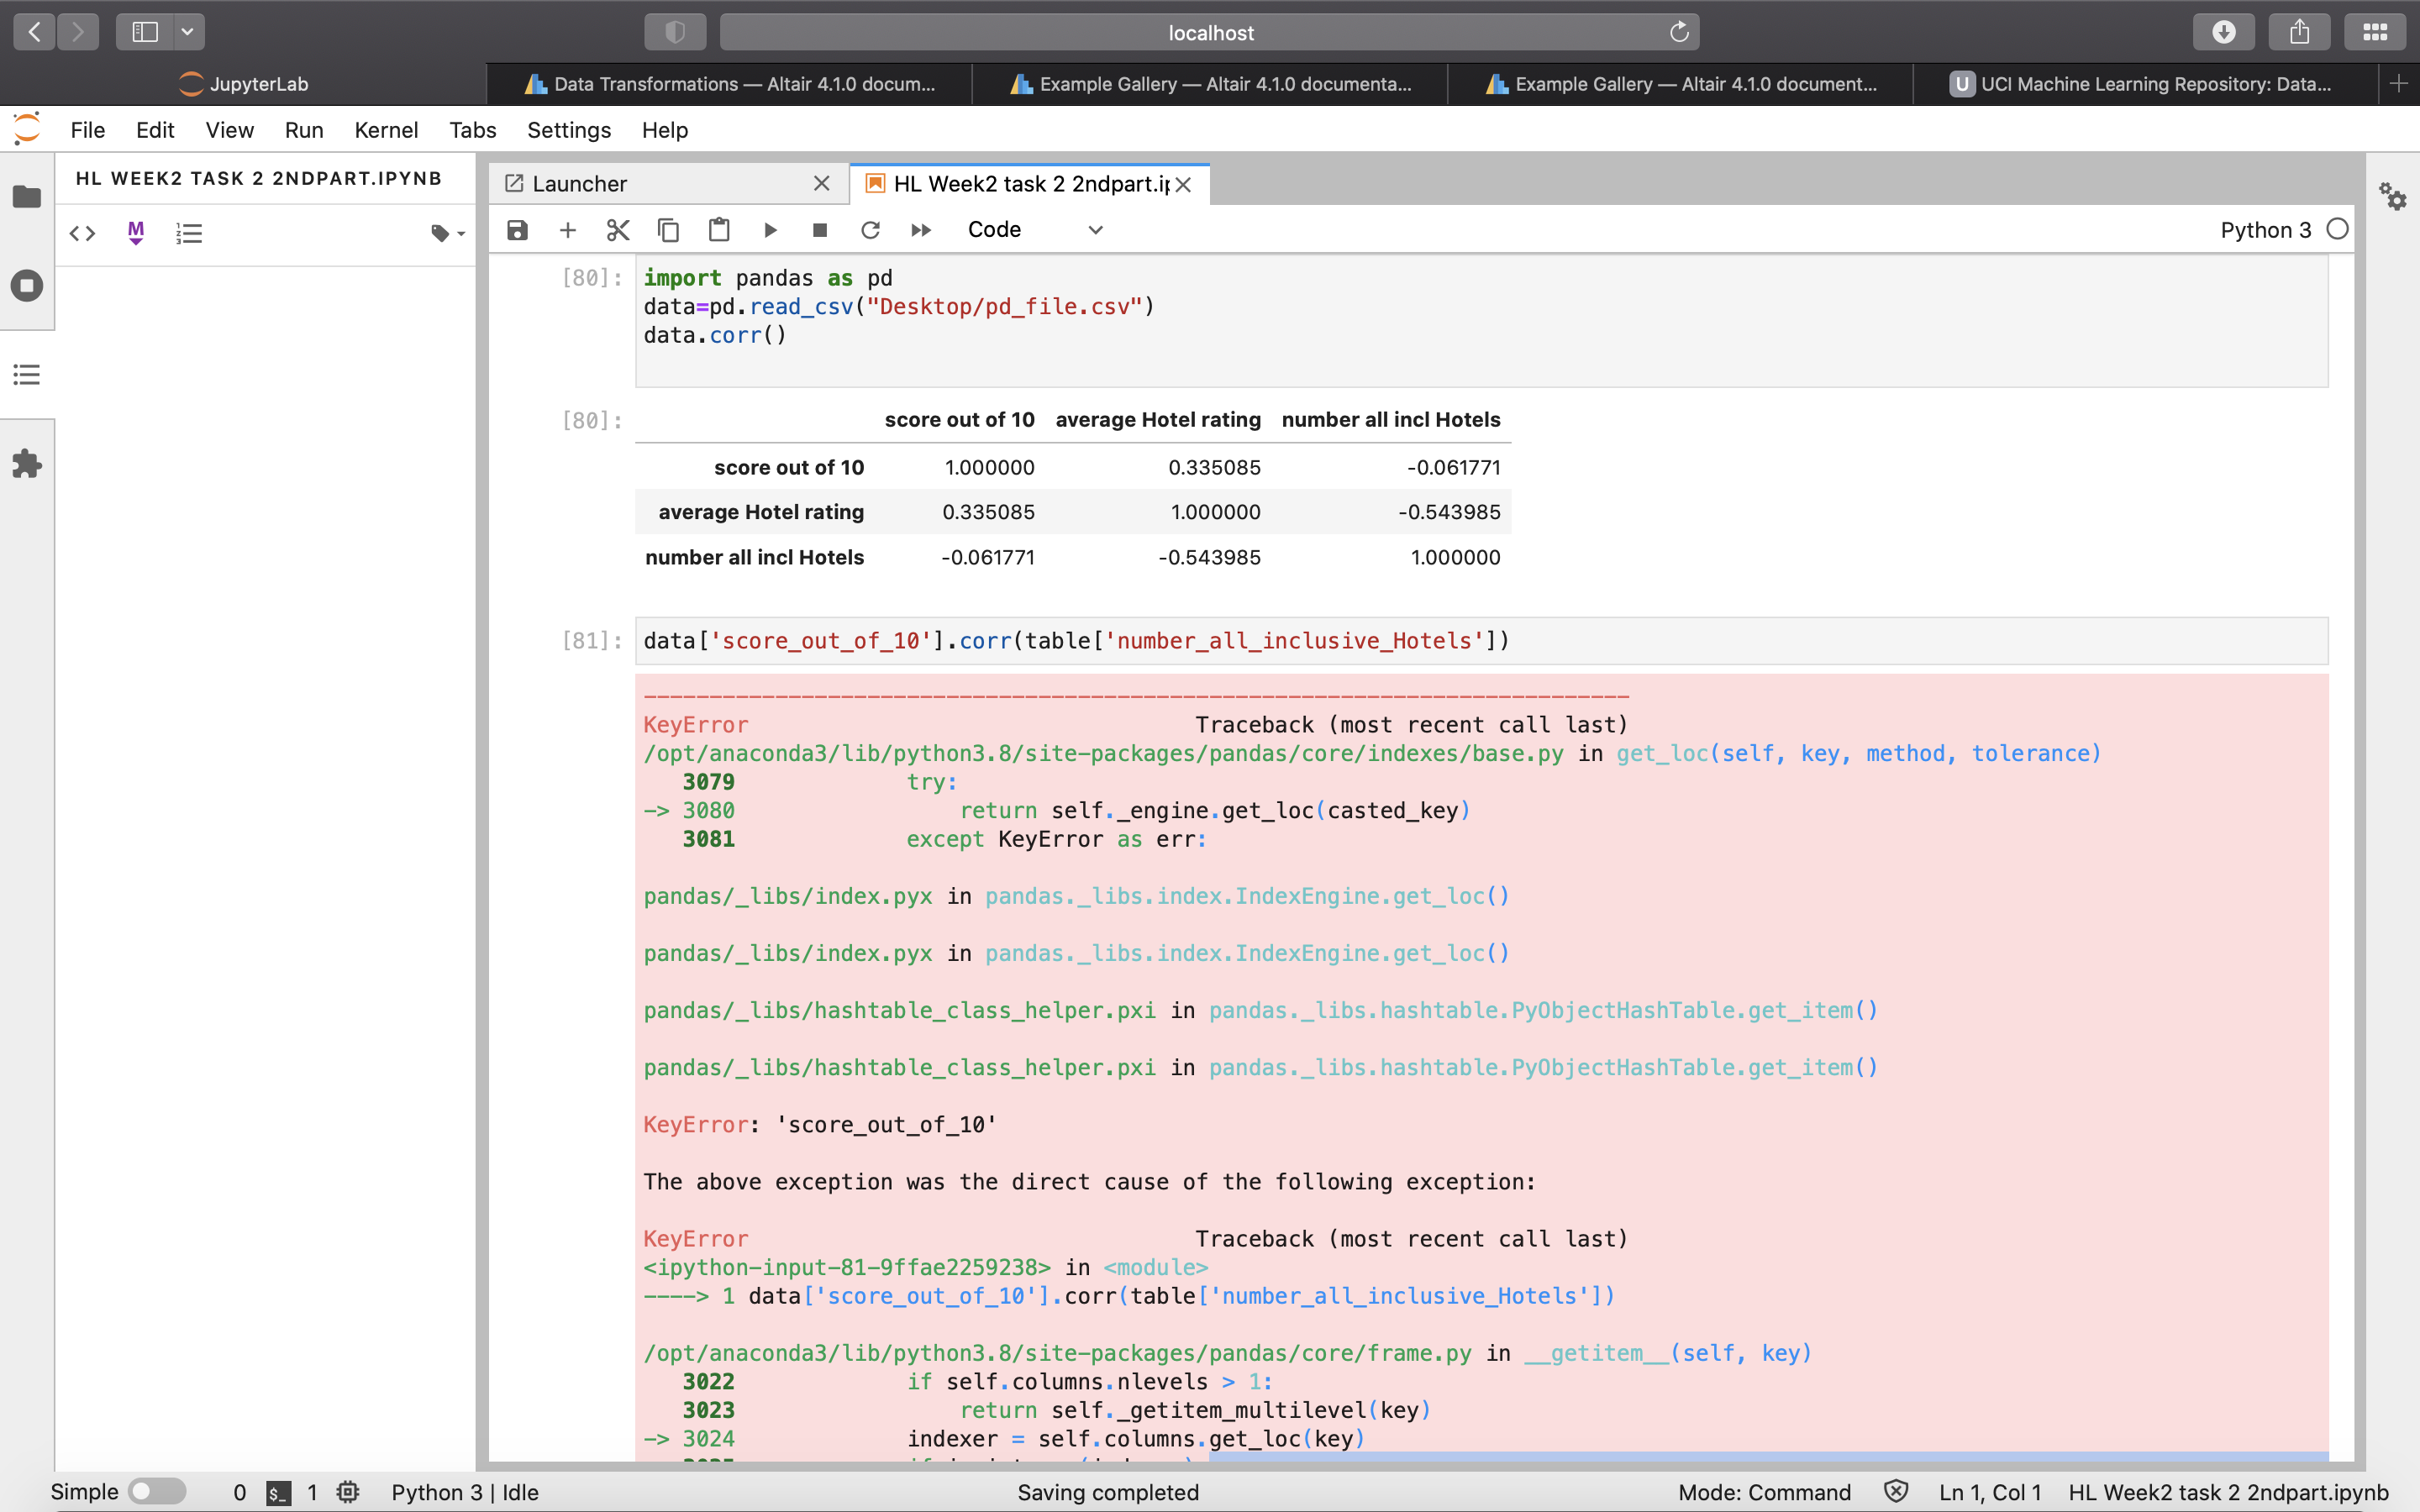 localhost
JupyterLab
Data Transformations — Altair 4.1.0 docum...
Example Gallery — Altair 4.1.0 documenta...
Example Gallery — Altair 4.1.0 document...
U UCI Machine Learning Repository: Data...
File Edit View Run Kernel Tabs Settings Help
HL WEEK2 TASK 2 2NDPART.IPYNB
Launcher
HL Week2 task 2 2ndpart.ip
M
Code
Python 3
[80]: import pandas as pd
data=pd.read_csv("Desktop/pd_file.csv")
data.corr()
[80]: score out of 10 average Hotel rating number all incl Hotels
score out of 10 1.000000 0.335085 -0.061771
average Hotel rating 0.335085 1.000000 -0.543985
number all incl Hotels -0.061771 -0.543985 1.000000
[81]: data['score_out_of_10'].corr(table['number_all_inclusive_Hotels'])
---------------------------------------------------------------------------
KeyError Traceback (most recent call last)
/opt/anaconda3/lib/python3.8/site-packages/pandas/core/indexes/base.py in get_loc(self, key, method, tolerance)
3079 try:
-> 3080 return self._engine.get_loc(casted_key)
3081 except KeyError as err:
pandas/_libs/index.pyx in pandas._libs.index.IndexEngine.get_loc()
pandas/_libs/index.pyx in pandas._libs.index.IndexEngine.get_loc()
pandas/_libs/hashtable_class_helper.pxi in pandas._libs.hashtable.PyObjectHashTable.get_item()
pandas/_libs/hashtable_class_helper.pxi in pandas._libs.hashtable.PyObjectHashTable.get_item()
KeyError: 'score_out_of_10'
The above exception was the direct cause of the following exception:
KeyError Traceback (most recent call last)
<ipython-input-81-9ffae2259238> in <module>
----> 1 data['score_out_of_10'].corr(table['number_all_inclusive_Hotels'])
/opt/anaconda3/lib/python3.8/site-packages/pandas/core/frame.py in __getitem__(self, key)
3022 if self.columns.nlevels > 1:
3023 return self._getitem_multilevel(key)
-> 3024 indexer = self.columns.get_loc(key)
Simple 0 $_ 1 Python 3 | Idle Saving completed Mode: Command Ln 1, Col 1 HL Week2 task 2 2ndpart.ipynb